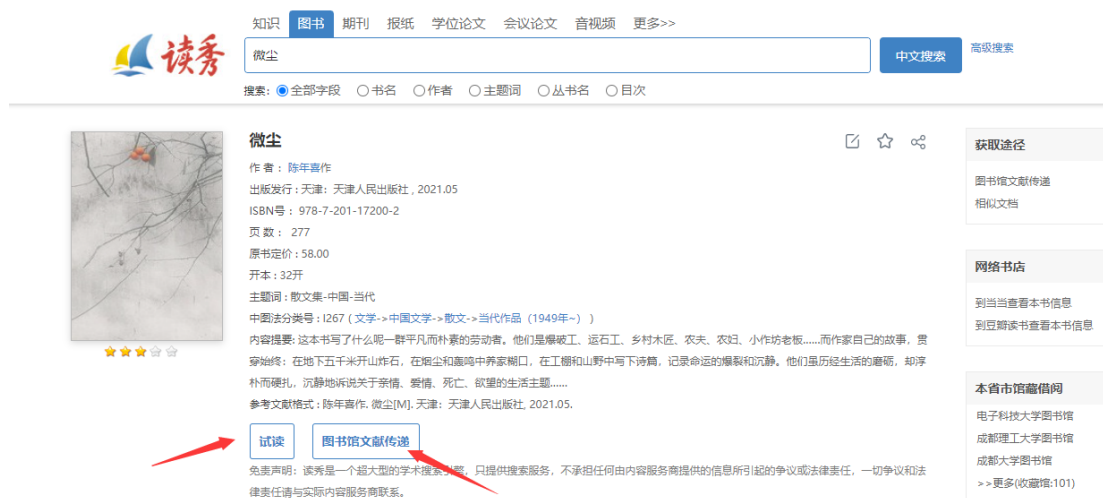 知识 图书 期刊 报纸 学位论文 会议论文 音视频 更多>>
读秀
微尘
中文搜索
高级搜索
搜索: 全部字段 书名 作者 主题词 丛书名 目次
微尘
作 者 : 陈年喜作
出版发行 : 天津: 天津人民出版社 , 2021.05
ISBN号 : 978-7-201-17200-2
页 数 : 277
原书定价 : 58.00
开本 : 32开
主题词 : 散文集-中国-当代
中图法分类号 : I267 ( 文学->中国文学->散文->当代作品（1949年~） )
内容提要: 这本书写了什么呢一群平凡而朴素的劳动者。他们是爆破工、运石工、乡村木匠、农夫、农妇、小作坊老板......而作家自己的故事，贯
穿始终：在地下五千米开山炸石，在烟尘和轰鸣中养家糊口，在工棚和山野中写下诗篇，记录命运的爆裂和沉静。他们虽历经生活的磨砺，却淳
朴而硬扎，沉静地诉说关于亲情、爱情、死亡、欲望的生活主题......
参考文献格式 : 陈年喜作. 微尘[M]. 天津：天津人民出版社, 2021.05.
试读 图书馆文献传递
免责声明：读秀是一个超大型的学术搜索引擎，只提供搜索服务，不承担任何由内容服务商提供的信息所引起的争议或法律责任，一切争议和法
律责任请与实际内容服务商联系。
获取途径
图书馆文献传递
相似文档
网络书店
到当当查看本书信息
到豆瓣读书查看本书信息
本省市馆藏借阅
电子科技大学图书馆
成都理工大学图书馆
成都大学图书馆
>>更多(收藏馆:101)